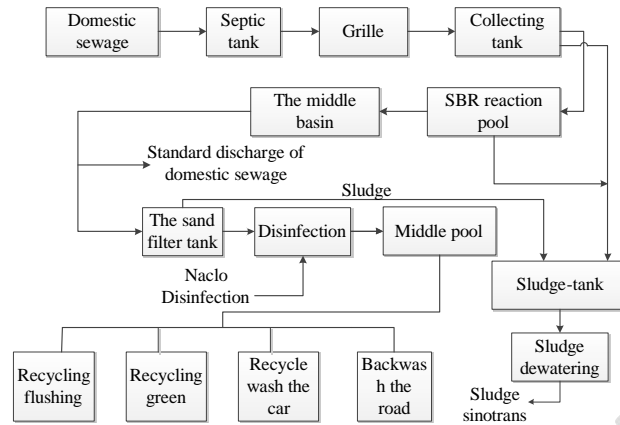 Domestic
sewage
Septic
tank
Grille
Collecting
tank
The middle
basin
SBR reaction
pool
Standard discharge of
domestic sewage
Sludge
The sand
filter tank
Disinfection
Middle pool
Naclo
Disinfection
Sludge-tank
Recycling
flushing
Recycling
green
Recycle
wash the
car
Backwas
h the
road
Sludge
dewatering
Sludge
sinotrans